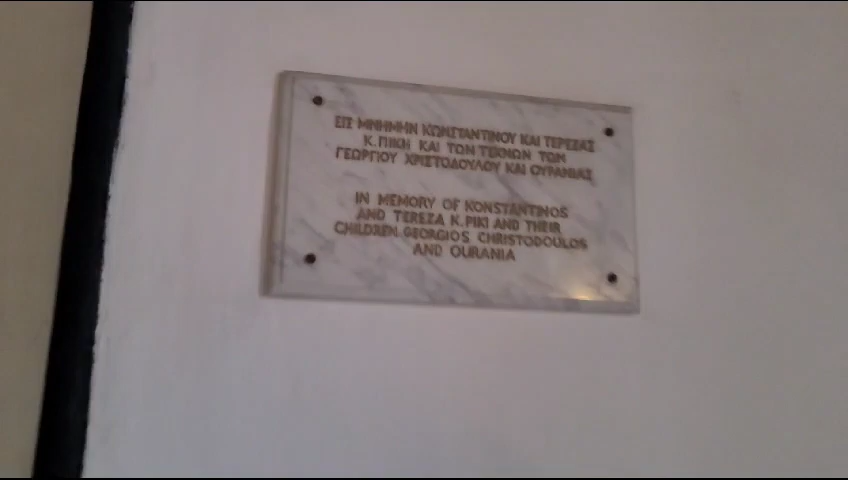 ΕΙΣ ΜΝΗΜΗΝ ΚΩΝΣΤΑΝΤΙΝΟΥ ΚΑΙ ΤΕΡΕΖΑΣ
Κ. ΠΙΚΗ ΚΑΙ ΤΩΝ ΤΕΚΝΩΝ ΤΩΝ
ΓΕΩΡΓΙΟΥ ΧΡΙΣΤΟΔΟΥΛΟΥ ΚΑΙ ΟΥΡΑΝΙΑΣ
IN MEMORY OF KONSTANTINOS
AND TEREZA K. PIKI AND THEIR
CHILDREN GEORGIOS CHRISTODOULOS
AND OURANIA